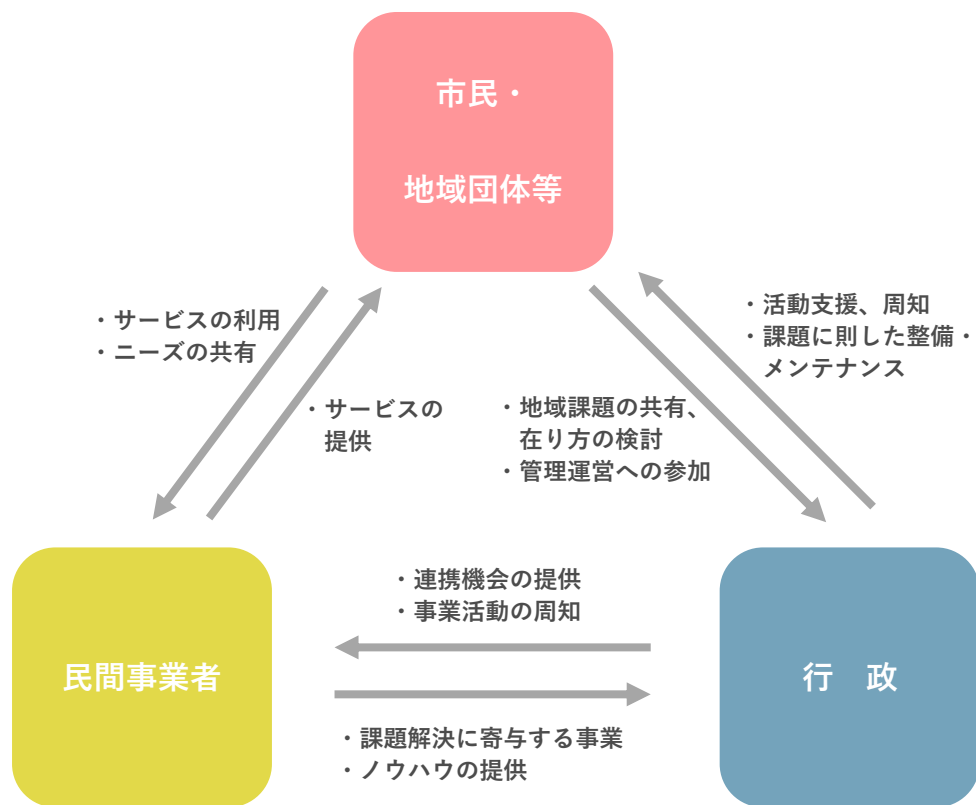 市民・
地域団体等
・サービスの利用
・ニーズの共有
・サービスの
提供
・活動支援、周知
・課題に則した整備・
メンテナンス
・地域課題の共有、
在り方の検討
・管理運営への参加
・連携機会の提供
・事業活動の周知
民間事業者
行　政
・課題解決に寄与する事業
・ノウハウの提供